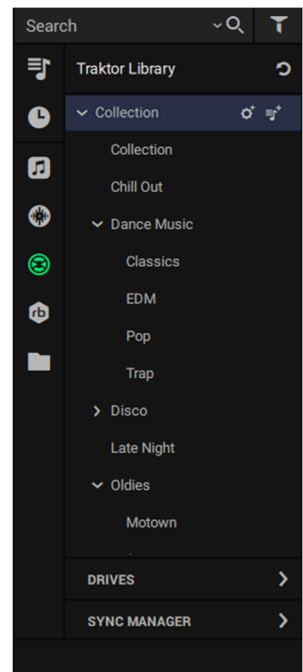 Search
Traktor Library
Collection
Collection
Chill Out
Dance Music
Classics
EDM
Pop
Trap
Disco
Late Night
Oldies
Motown
DRIVES
SYNC MANAGER